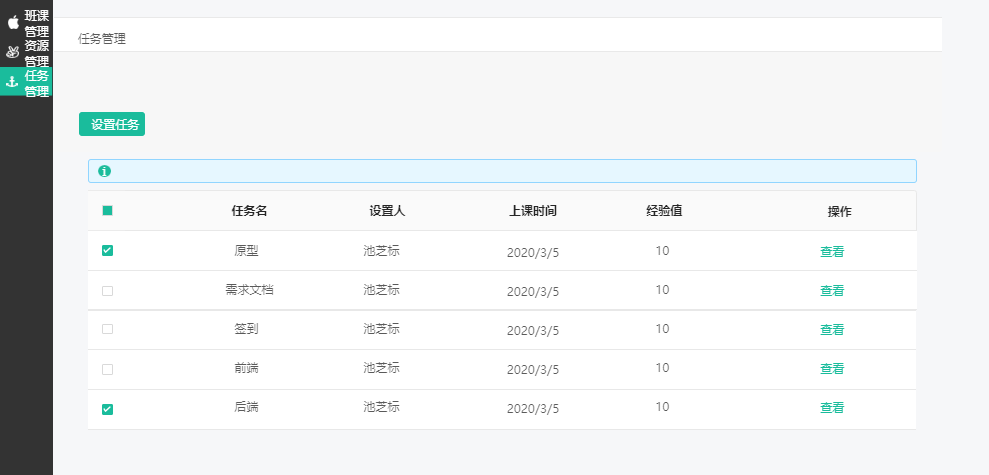 班课
管理
资源
管理
任务
管理
任务管理
设置任务
任务名 设置人 上课时间 经验值 操作
原型 池芝标 2020/3/5 10 查看
需求文档 池芝标 2020/3/5 10 查看
签到 池芝标 2020/3/5 10 查看
前端 池芝标 2020/3/5 10 查看
后端 池芝标 2020/3/5 10 查看